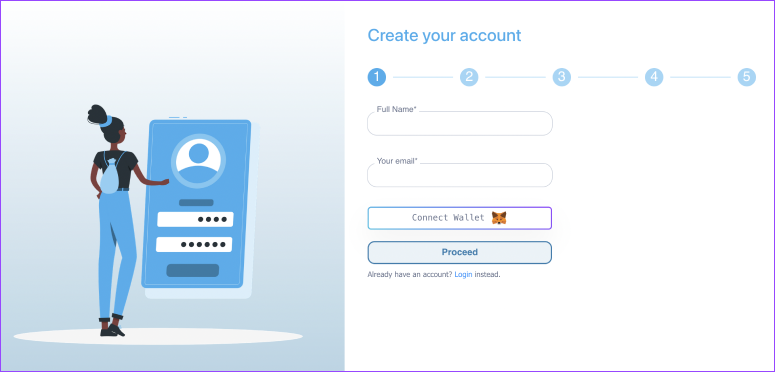 Create your account
1 2 3 4 5
Full Name*
Your email*
Connect Wallet
Proceed
Already have an account? Login instead.